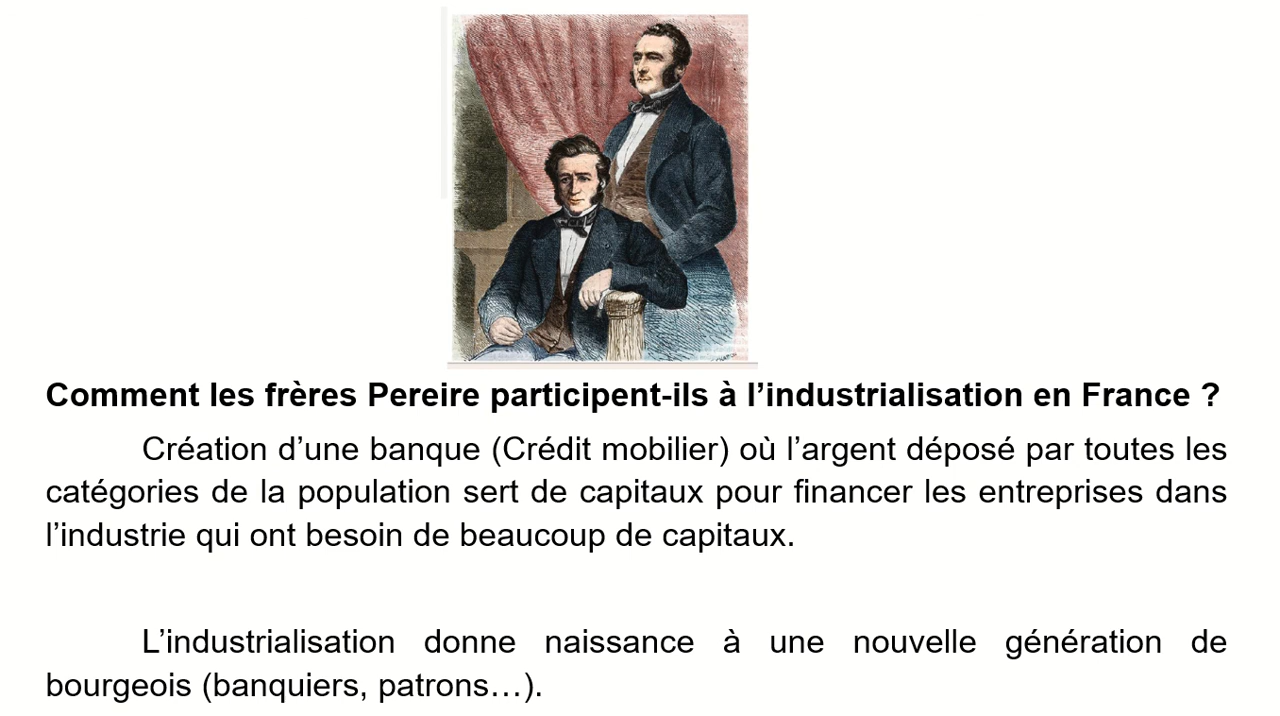 Comment les frères Pereire participent-ils à l’industrialisation en France ?
Création d’une banque (Crédit mobilier) où l’argent déposé par toutes les
catégories de la population sert de capitaux pour financer les entreprises dans
l’industrie qui ont besoin de beaucoup de capitaux.
L’industrialisation donne naissance à une nouvelle génération de
bourgeois (banquiers, patrons…).